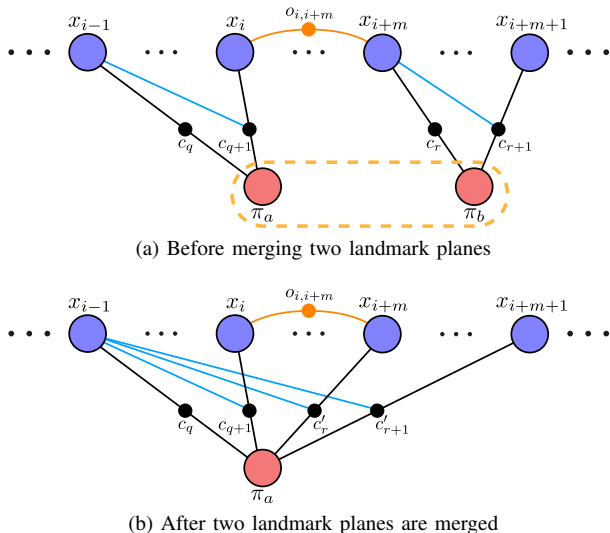 o_{i,i+m}
x_{i-1} x_i x_{i+m} x_{i+m+1}
... ... ... ... ...
c_q c_{q+1} c_r c_{r+1}
π_a π_b
(a) Before merging two landmark planes
o_{i,i+m}
x_{i-1} x_i x_{i+m} x_{i+m+1}
... ... ... ... ...
c_q c_{q+1} c'_r c'_{r+1}
π_a
(b) After two landmark planes are merged